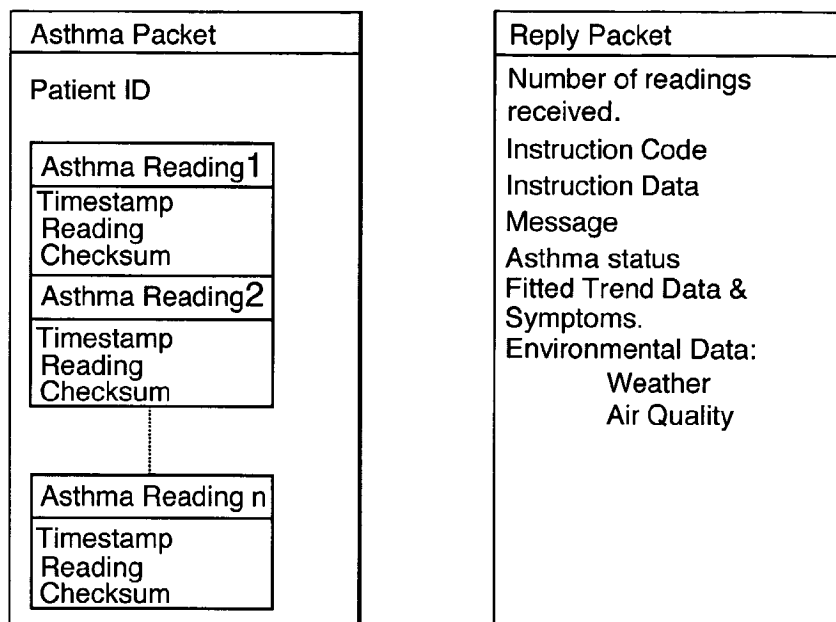 Asthma Packet
Patient ID
Asthma Reading1
Timestamp
Reading
Checksum
Asthma Reading2
Timestamp
Reading
Checksum
Asthma Reading n
Timestamp
Reading
Checksum
Reply Packet
Number of readings
received.
Instruction Code
Instruction Data
Message
Asthma status
Fitted Trend Data &
Symptoms.
Environmental Data:
Weather
Air Quality